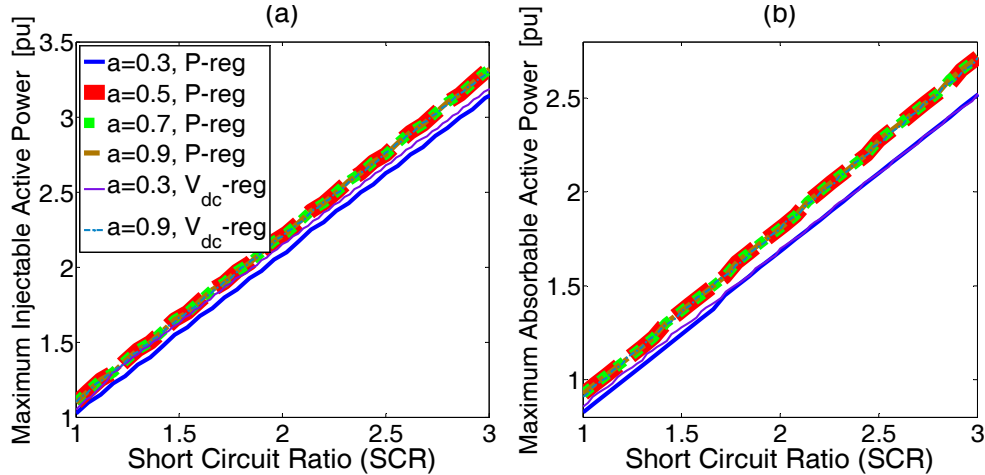 (a)
Maximum Injectable Active Power [pu]
3.5
3
2.5
2
1.5
1
a=0.3, P-reg
a=0.5, P-reg
a=0.7, P-reg
a=0.9, P-reg
a=0.3, Vdc-reg
a=0.9, Vdc-reg
1 1.5 2 2.5 3
Short Circuit Ratio (SCR)
(b)
Maximum Absorbable Active Power [pu]
2.5
2
1.5
1
1 1.5 2 2.5 3
Short Circuit Ratio (SCR)